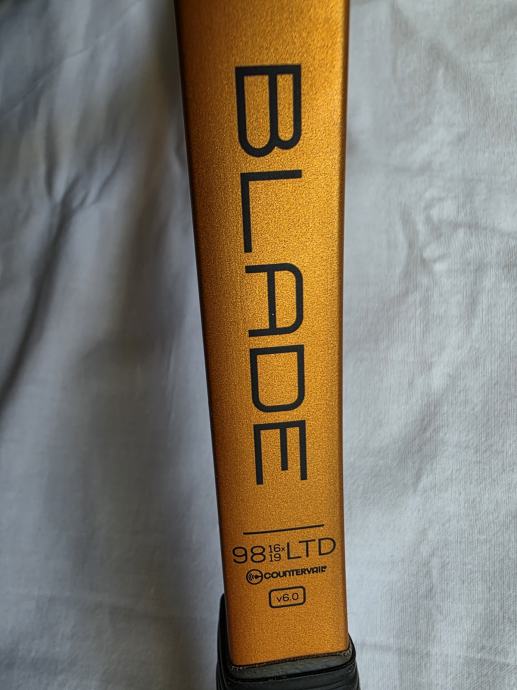 BLADE
98 16x19 LTD
COUNTERVAIL
v6.0